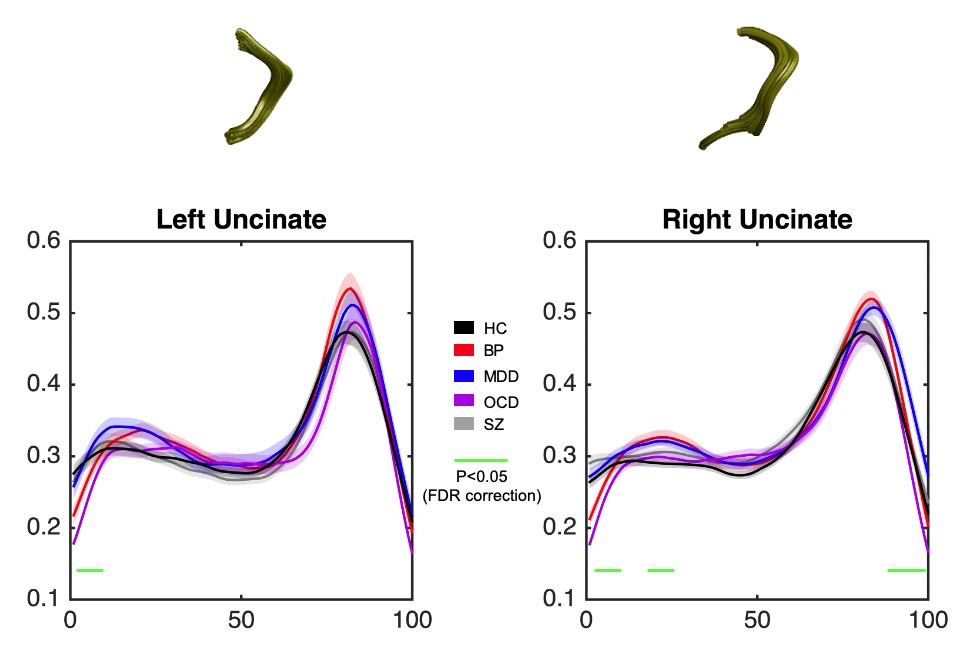 Left Uncinate
Right Uncinate
0.6
0.5
0.4
0.3
0.2
0.1
0
50
100
HC
BP
MDD
OCD
SZ
P<0.05
(FDR correction)
0.6
0.5
0.4
0.3
0.2
0.1
0
50
100